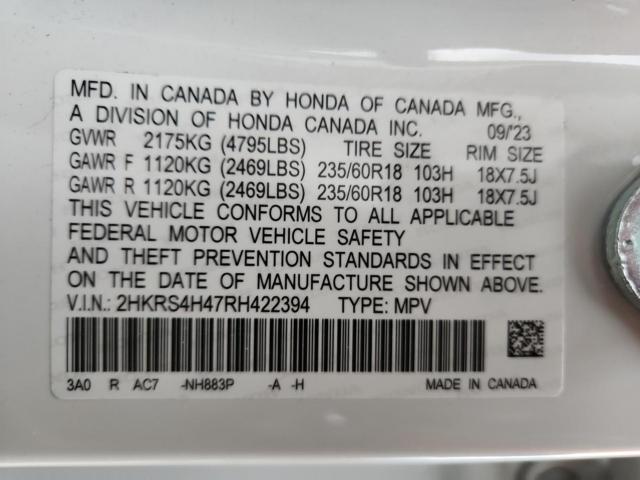 MFD. IN CANADA BY HONDA OF CANADA MFG.,
A DIVISION OF HONDA CANADA INC. 09/'23
GVWR 2175KG (4795LBS) TIRE SIZE RIM SIZE
GAWR F 1120KG (2469LBS) 235/60R18 103H 18X7.5J
GAWR R 1120KG (2469LBS) 235/60R18 103H 18X7.5J
THIS VEHICLE CONFORMS TO ALL APPLICABLE
FEDERAL MOTOR VEHICLE SAFETY
AND THEFT PREVENTION STANDARDS IN EFFECT
ON THE DATE OF MANUFACTURE SHOWN ABOVE.
V.I.N.: 2HKRS4H47RH422394 TYPE: MPV
3A0 R AC7 -NH883P -A -H MADE IN CANADA